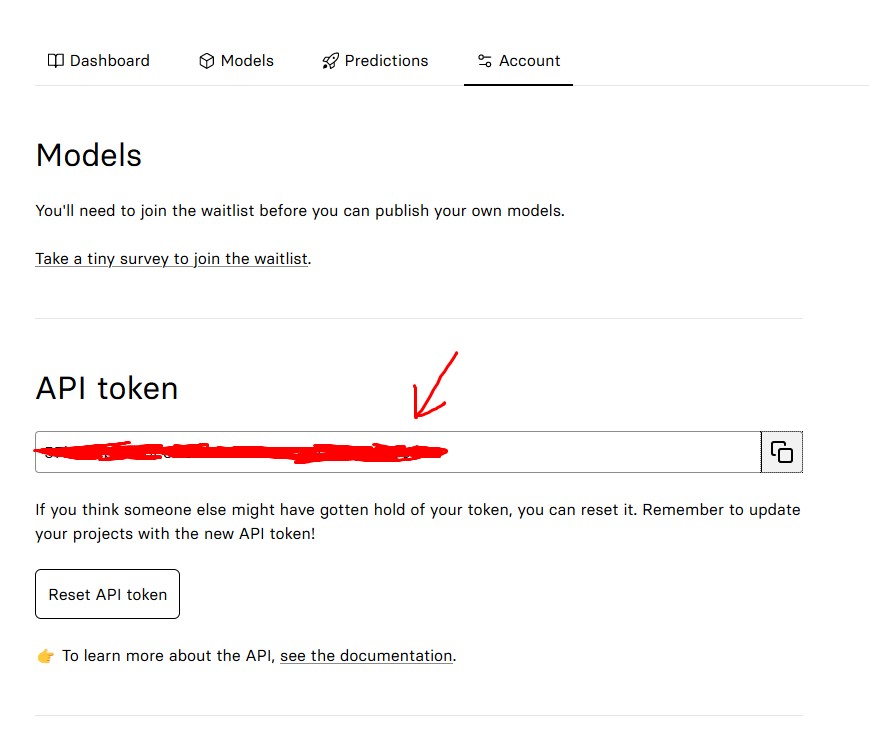 Dashboard Models Predictions Account
Models
You'll need to join the waitlist before you can publish your own models.
Take a tiny survey to join the waitlist.
API token
If you think someone else might have gotten hold of your token, you can reset it. Remember to update
your projects with the new API token!
Reset API token
👉 To learn more about the API, see the documentation.